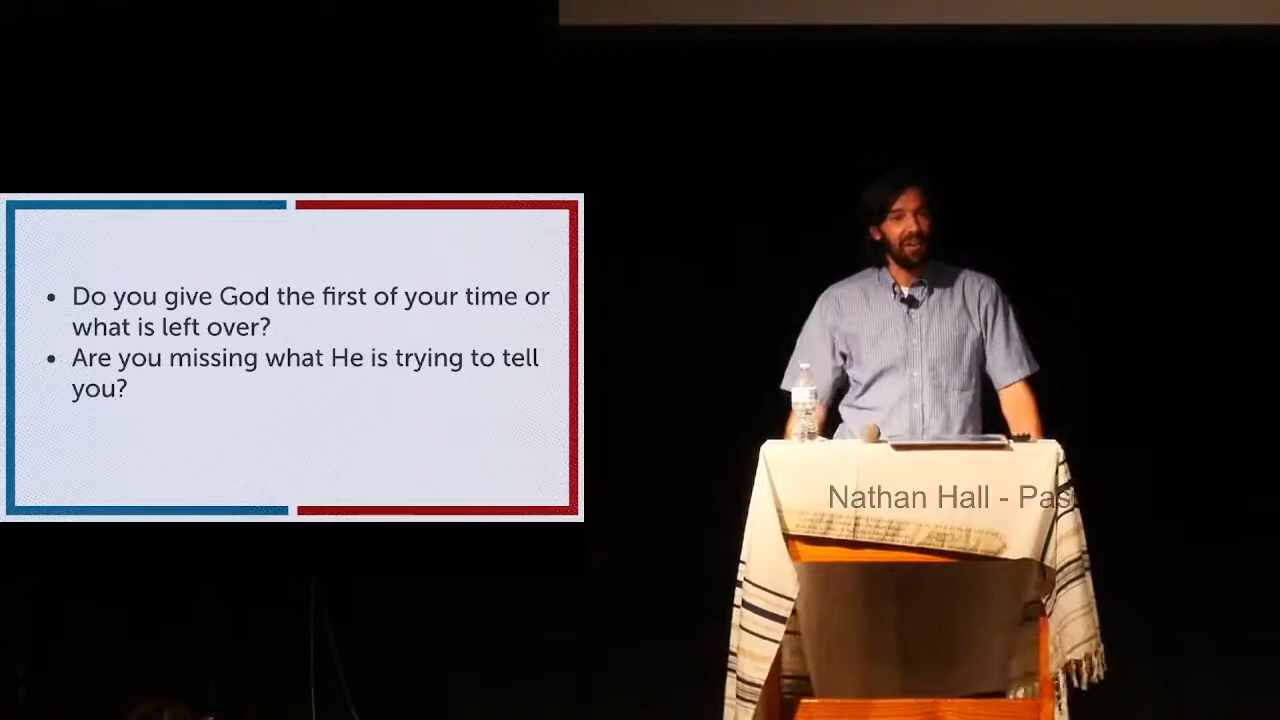 • Do you give God the first of your time or
what is left over?
• Are you missing what He is trying to tell
you?
Nathan Hall - Pas